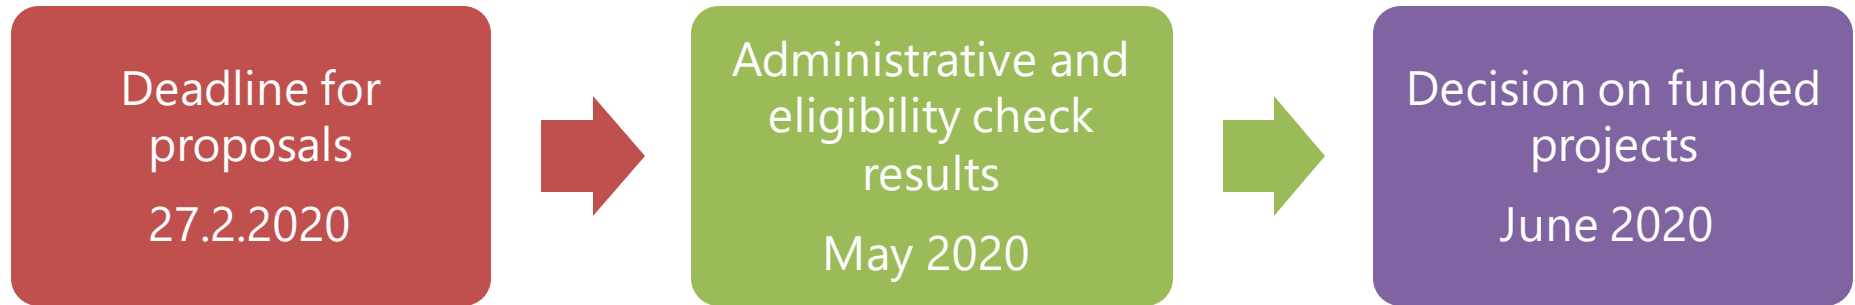 Deadline for
proposals
27.2.2020
Administrative and
eligibility check
results
May 2020
Decision on funded
projects
June 2020